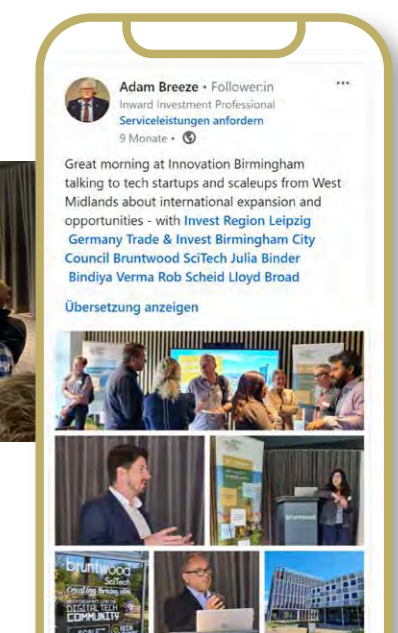 Adam Breeze • Follower:in
Inward Investment Professional
Serviceleistungen anfordern
9 Monate •
Great morning at Innovation Birmingham
talking to tech startups and scaleups from West
Midlands about international expansion and
opportunities - with Invest Region Leipzig
Germany Trade & Invest Birmingham City
Council Bruntwood SciTech Julia Binder
Bindiya Verma Rob Scheid Lloyd Broad
Übersetzung anzeigen
bruntwood
bruntwood
SciTech
Creating thriving
DIGITAL TECH
COMMUNITY